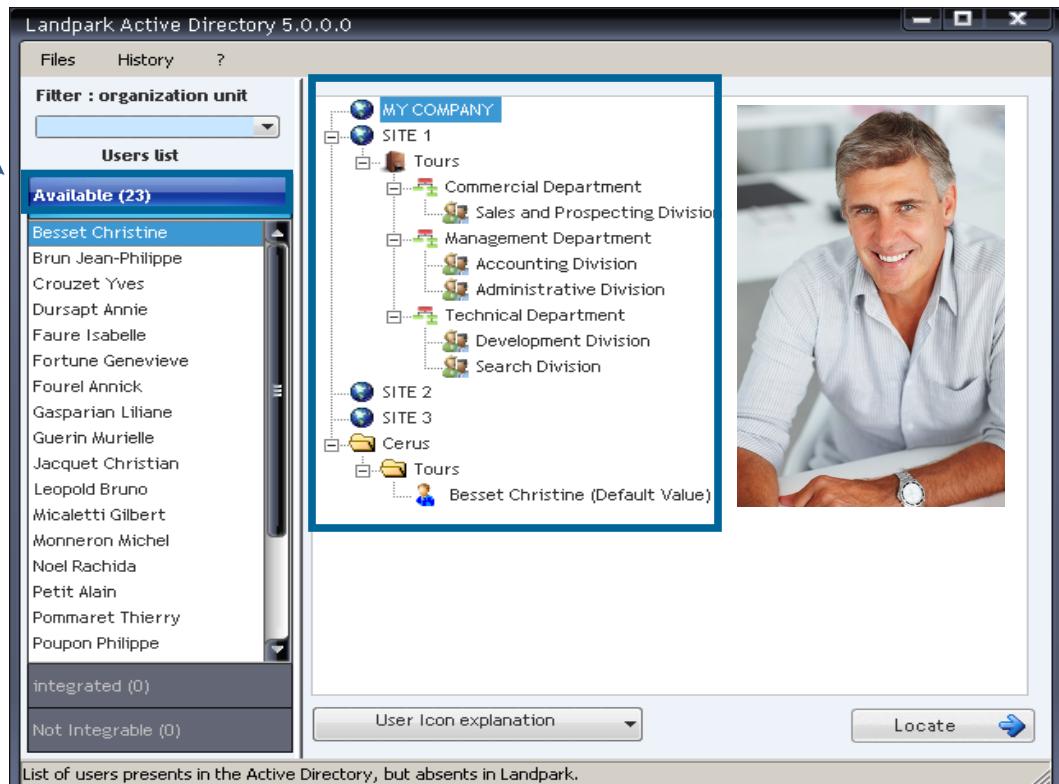 Landpark Active Directory 5.0.0.0
Files History ?
Fitter : organization unit
Users list
Available (23)
Besset Christine
Brun Jean-Philippe
Crouzet Yves
Dursapt Annie
Faure Isabelle
Fortune Genevieve
Fourel Annick
Gasparian Liliane
Guerin Murielle
Jacquet Christian
Leopold Bruno
Micaletti Gilbert
Monneron Michel
Noel Rachida
Petit Alain
Pommaret Thierry
Poupon Philippe
integrated (0)
Not Integrable (0)
MY COMPANY
SITE 1
Tours
Commercial Department
Sales and Prospecting Division
Management Department
Accounting Division
Administrative Division
Technical Department
Development Division
Search Division
SITE 2
SITE 3
Cerus
Tours
Besset Christine (Default Value)
User Icon explanation
Locate
List of users presents in the Active Directory, but absents in Landpark.